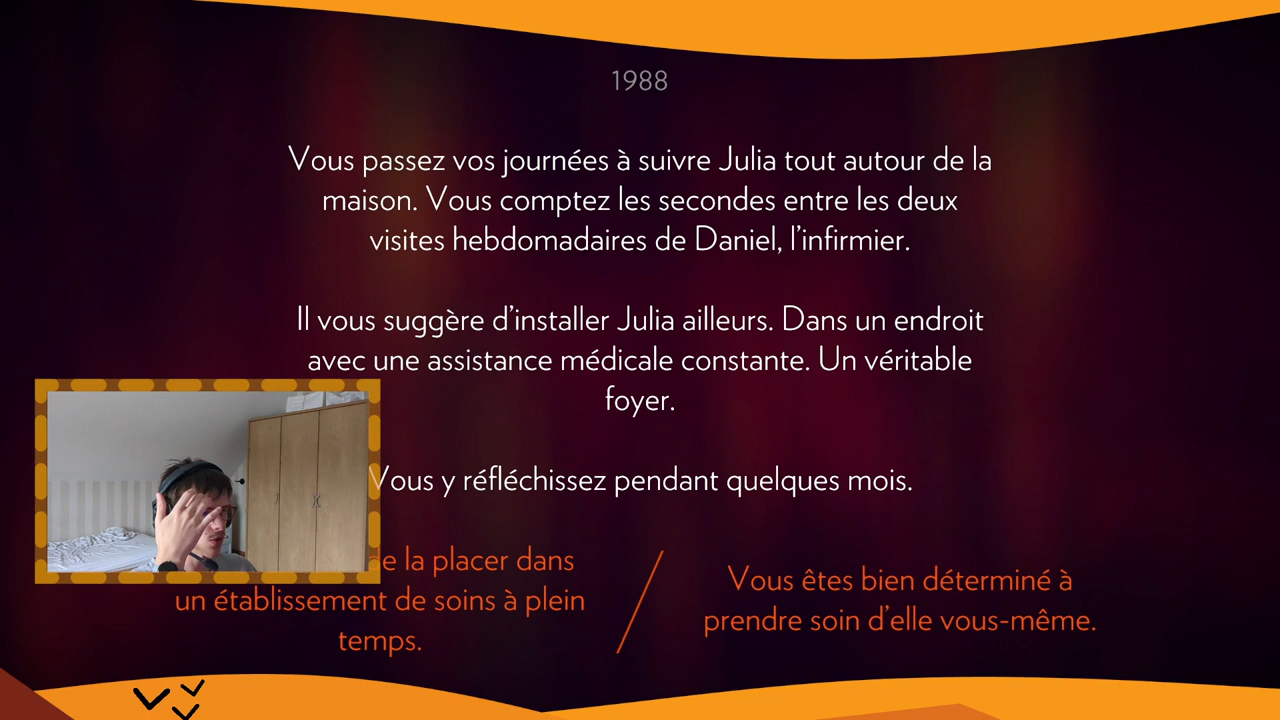 1988
Vous passez vos journées à suivre Julia tout autour de la
maison. Vous comptez les secondes entre les deux
visites hebdomadaires de Daniel, l'infirmier.
Il vous suggère d'installer Julia ailleurs. Dans un endroit
avec une assistance médicale constante. Un véritable
foyer.
Vous y réfléchissez pendant quelques mois.
de la placer dans
un établissement de soins à plein
temps.
Vous êtes bien déterminé à
prendre soin d'elle vous-même.